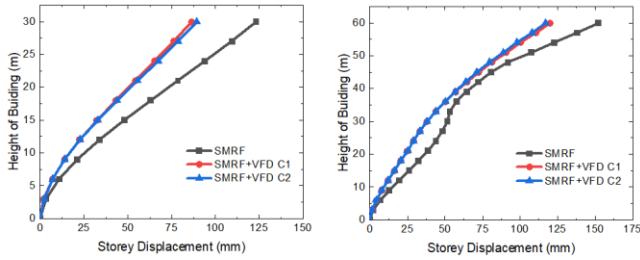 30
25
20
15
10
5
0
Height of Buiding (m)
SMRF
SMRF+VFD C1
SMRF+VFD C2
0 25 50 75 100 125 150
Storey Displacement (mm)
60
50
40
30
20
10
0
Height of Buiding (m)
SMRF
SMRF+VFD C1
SMRF+VFD C2
0 25 50 75 100 125 150 175
Storey Displacement (mm)